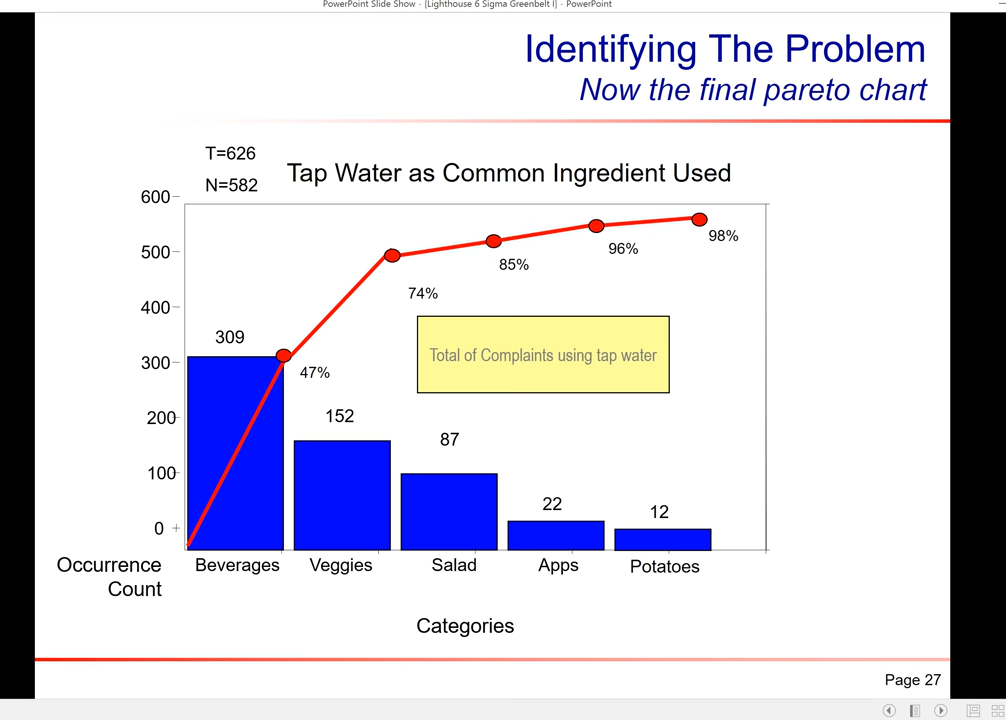 PowerPoint Slide Show - [Lighthouse 6 Sigma Greenbelt I] - PowerPoint
Identifying The Problem
Now the final pareto chart
T=626
N=582
Tap Water as Common Ingredient Used
600
500
400
300
200
100
0
309
152
87
22
12
47%
74%
85%
96%
98%
Total of Complaints using tap water
Occurrence
Count
Beverages
Veggies
Salad
Apps
Potatoes
Categories
Page 27